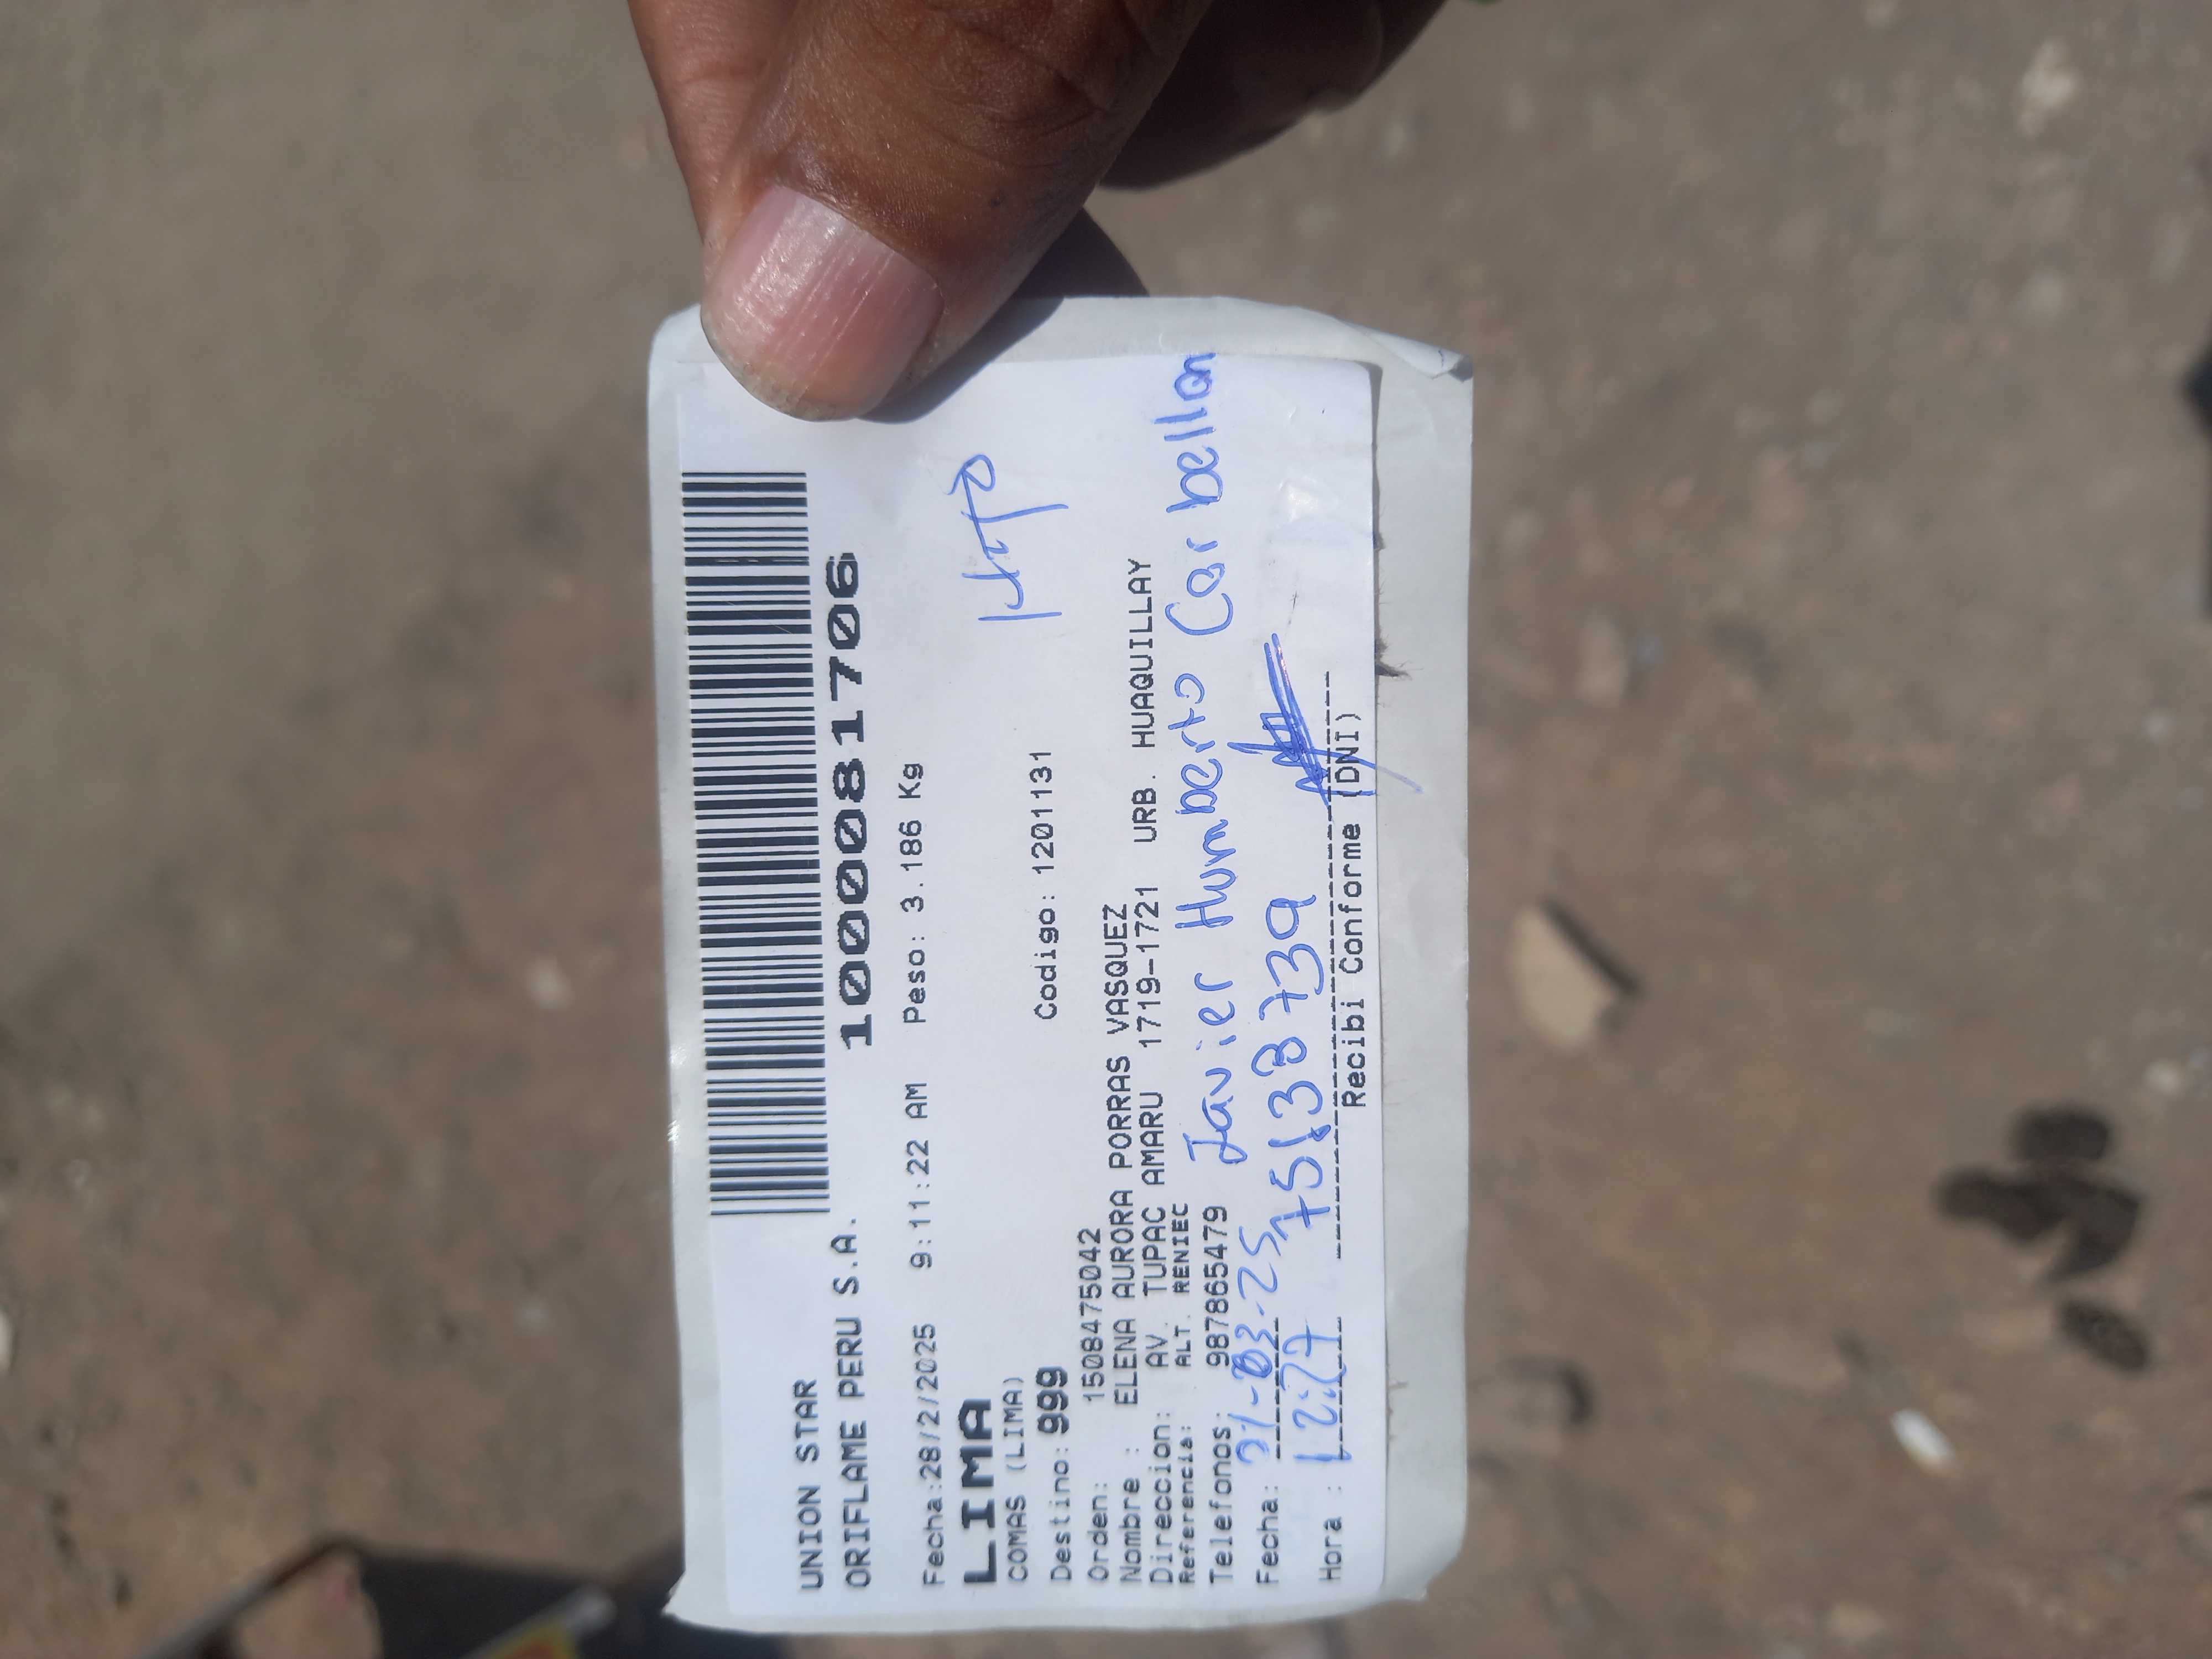 UNION STAR
ORIFLAME PERU S.A. 1000081706
Fecha:28/2/2025 9:11:22 AM Peso: 3.186 Kg
LIMA
COMAS (LIMA)
Destino: 999 Codigo: 1201131
Orden: 1508475042
Nombre : ELENA AURORA PORRAS VASQUEZ
Direccion: AV. TUPAC AMARU 1719-1721 URB. HUAQUILLAY
Referencia: ALT. RENIEC
Telefonos: 987865479 Javier Humberto Carbellon
Fecha: 01-03-25 75138739
Hora : 12:27
Recibi Conforme (DNI)